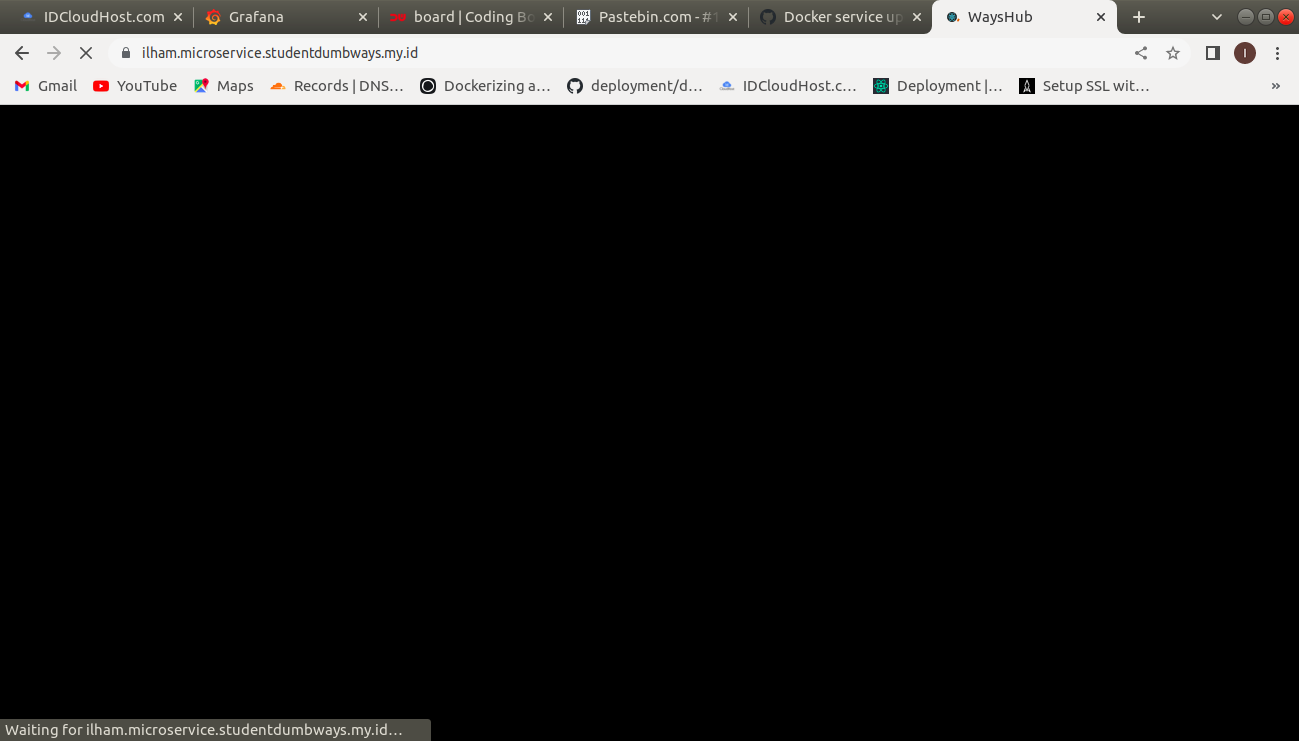 IDCloudHost.com Grafana board | Coding Bo Pastebin.com - #1 Docker service up WaysHub
ilham.microservice.studentdumbways.my.id I
Gmail YouTube Maps Records | DNS... Dockerizing a... deployment/d... IDCloudHost.c... Deployment |... Setup SSL wit... »
Waiting for ilham.microservice.studentdumbways.my.id...